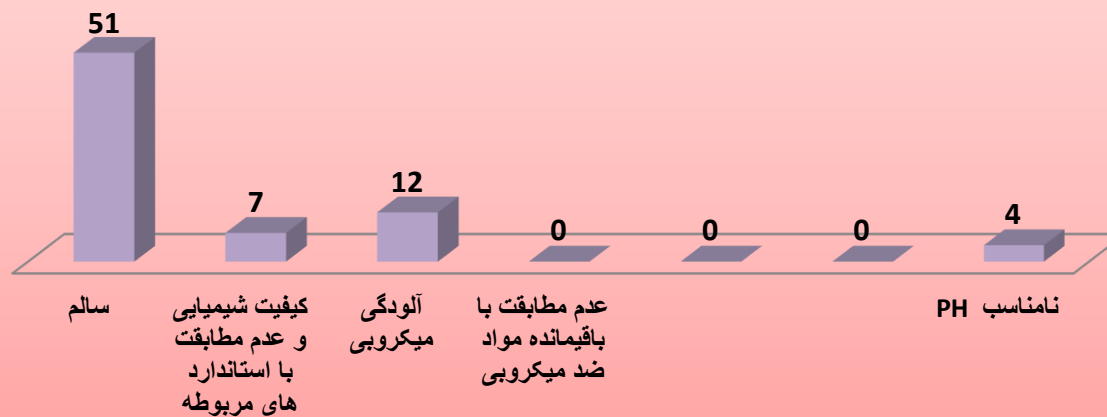 51
7
12
0
0
0
4
سالم
کیفیت شیمیایی
و عدم مطابقت
با استاندارد
های مربوطه
آلودگی
میکروبی
عدم مطابقت با
باقیمانده مواد
ضد میکروبی
PH نامناسب